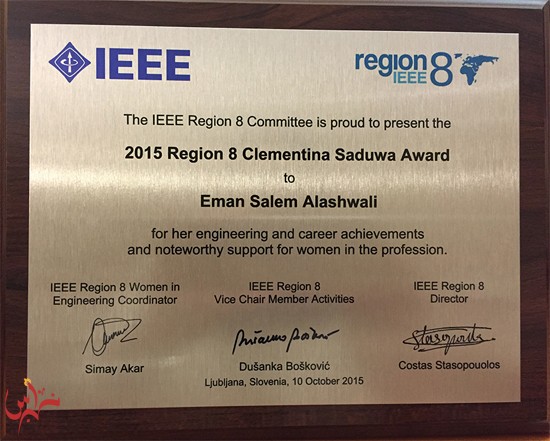 IEEE
region 8
IEEE
The IEEE Region 8 Committee is proud to present the
2015 Region 8 Clementina Saduwa Award
to
Eman Salem Alashwali
for her engineering and career achievements
and noteworthy support for women in the profession.
IEEE Region 8 Women in
Engineering Coordinator
Simay Akar
IEEE Region 8
Vice Chair Member Activities
Dušanka Bošković
Ljubljana, Slovenia, 10 October 2015
IEEE Region 8
Director
Costas Stasopouolos